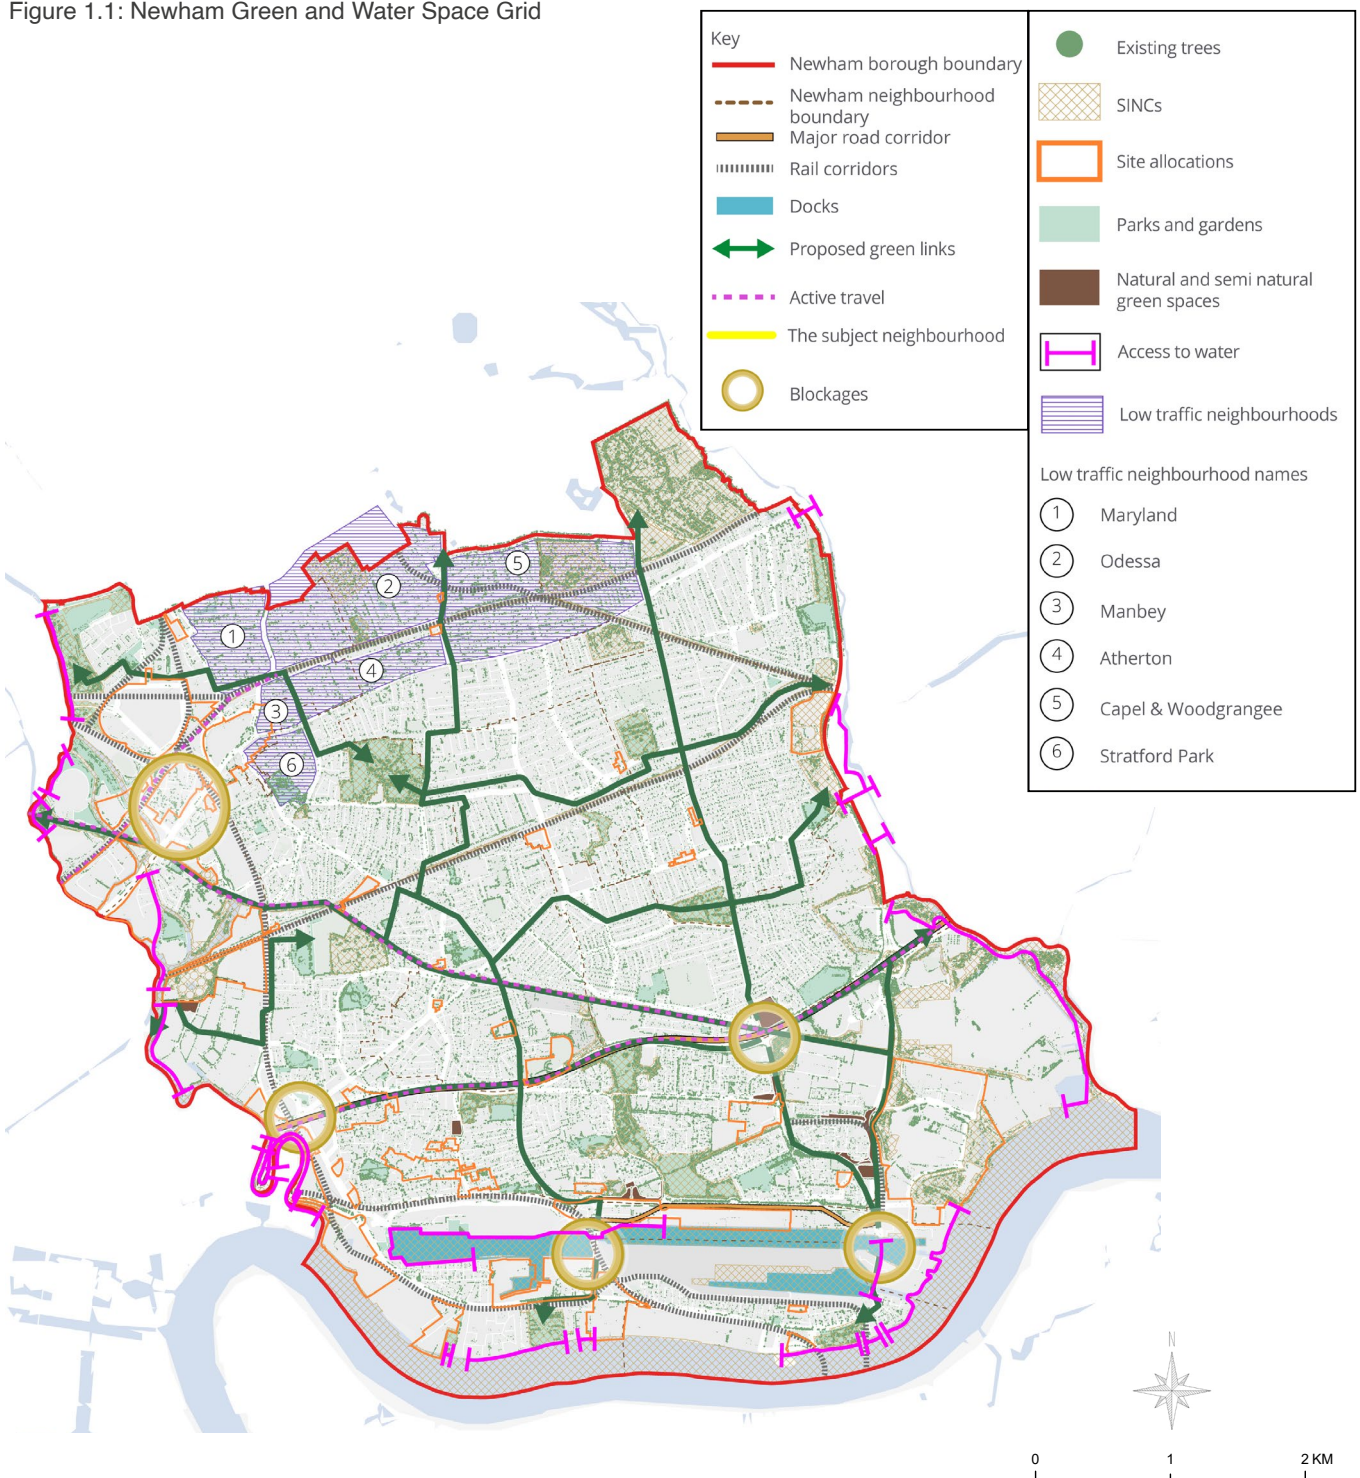 Figure 1.1: Newham Green and Water Space Grid
Key
Newham borough boundary
Newham neighbourhood
boundary
Major road corridor
Rail corridors
Docks
Proposed green links
Active travel
The subject neighbourhood
Blockages
Existing trees
SINCs
Site allocations
Parks and gardens
Natural and semi natural
green spaces
Access to water
Low traffic neighbourhoods
Low traffic neighbourhood names
1 Maryland
2 Odessa
3 Manbey
4 Atherton
5 Capel & Woodgrangee
6 Stratford Park
5
2
1
4
3
6
N
0 1 2 KM